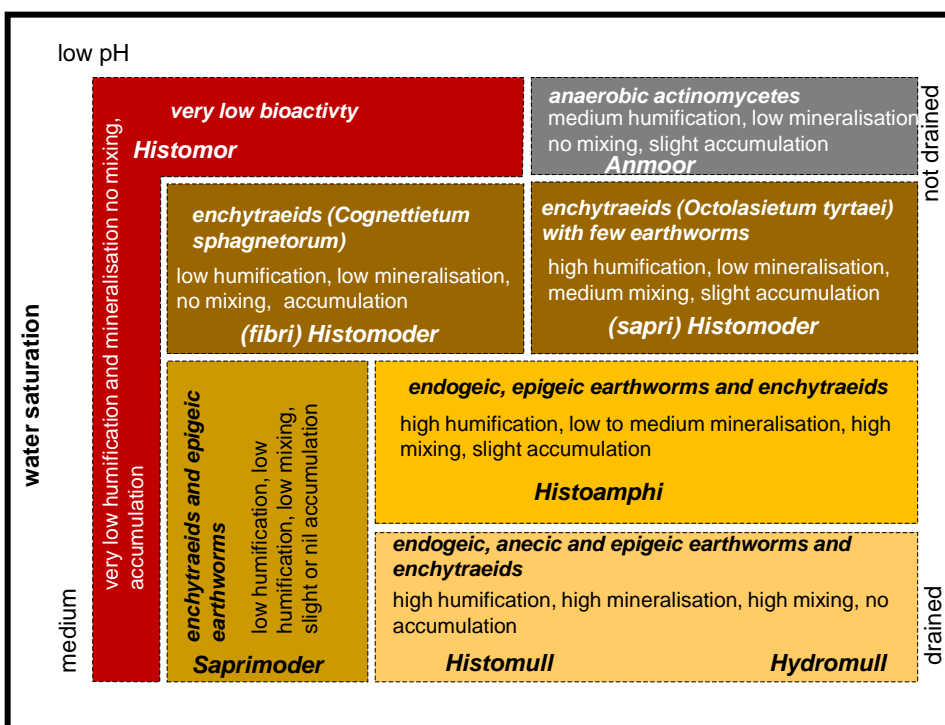 low pH
very low bioactivty
Histomor
very low humification and mineralisation no mixing,
accumulation
anaerobic actinomycetes
medium humification, low mineralisation
no mixing, slight accumulation
Anmoor
not drained
enchytraeids (Cognettietum
sphagnetorum)
low humification, low mineralisation,
no mixing, accumulation
(fibri) Histomoder
enchytraeids (Octolasietum tyrtaei)
with few earthworms
high humification, low mineralisation,
medium mixing, slight accumulation
(sapri) Histomoder
water saturation
enchytraeids and epigeic
earthworms
low humification, low
humification, low mixing,
slight or nil accumulation
Saprimoder
endogeic, epigeic earthworms and enchytraeids
high humification, low to medium mineralisation, high
mixing, slight accumulation
Histoamphi
endogeic, anecic and epigeic earthworms and
enchytraeids
high humification, high mineralisation, high mixing, no
accumulation
Histomull Hydromull
medium
drained